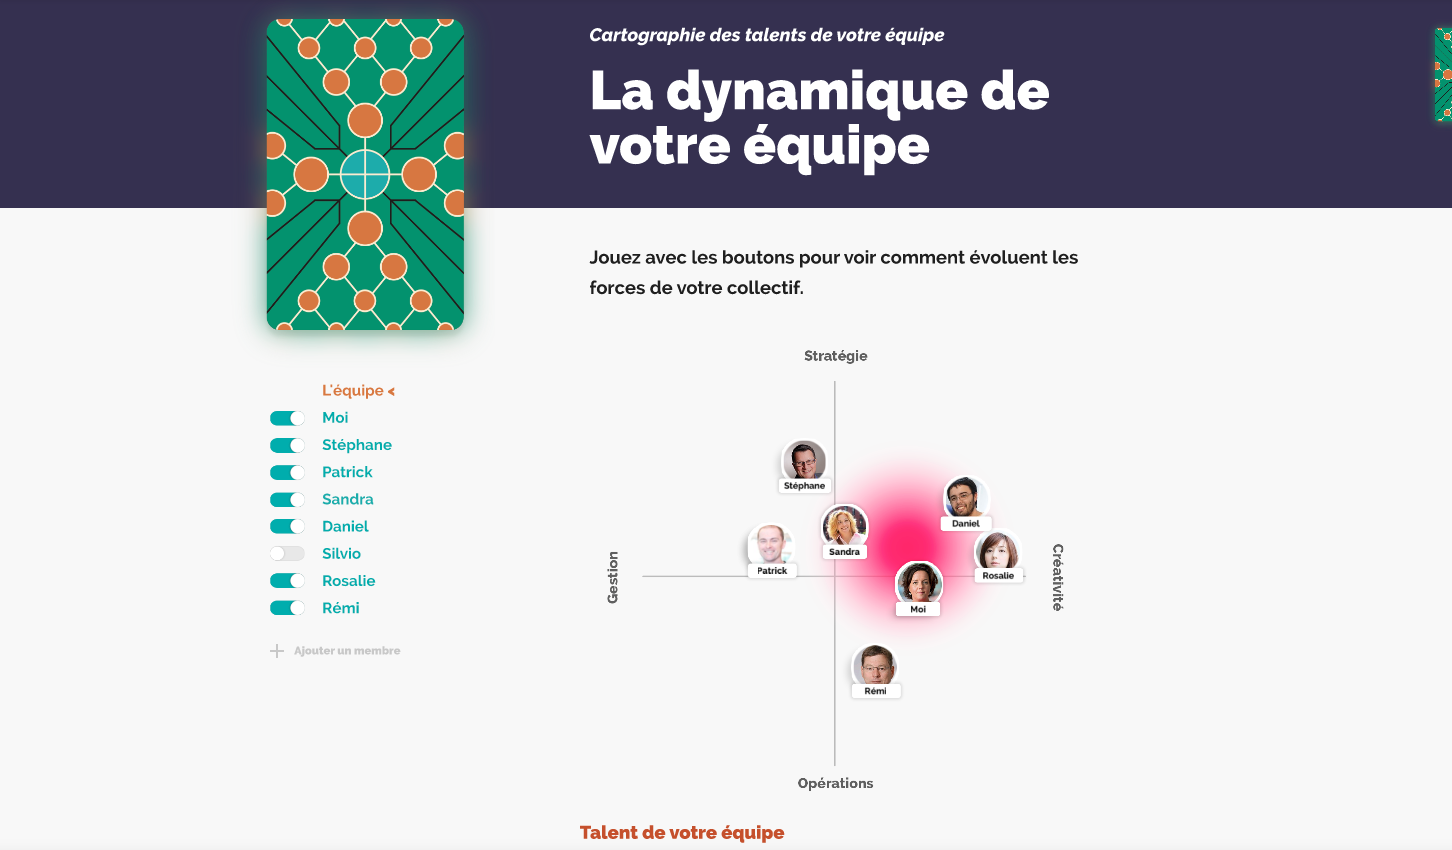 Cartographie des talents de votre équipe
La dynamique de
votre équipe
Jouez avec les boutons pour voir comment évoluent les
forces de votre collectif.
L'équipe <
Moi
Stéphane
Patrick
Sandra
Daniel
Silvio
Rosalie
Rémi
Ajouter un membre
Stratégie
Stéphane
Daniel
Sandra
Patrick
Rosalie
Moi
Rémi
Gestion
Créativité
Opérations
Talent de votre équipe